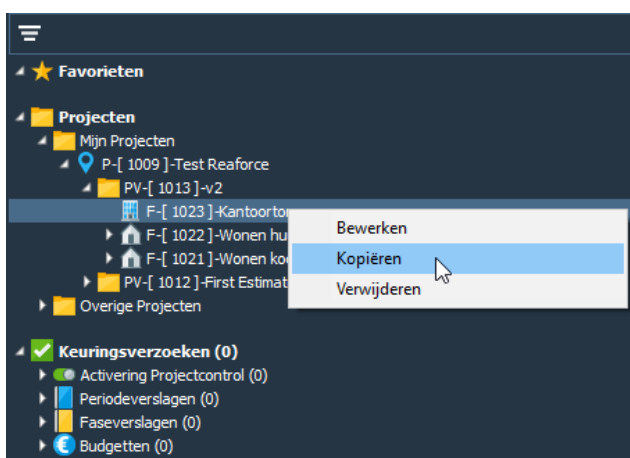 Favorieten
Projecten
Mijn Projecten
P-[ 1009 ]-Test Reaforce
PV-[ 1013 ]-v2
F-[ 1023 ]-Kantoortor
Bewerken
F-[ 1022 ]-Wonen hu
Kopiëren
F-[ 1021 ]-Wonen ko
Verwijderen
PV-[ 1012 ]-First Estimat
Overige Projecten
Keuringsverzoeken (0)
Activering Projectcontrol (0)
Periodeverslagen (0)
Faseverslagen (0)
Budgetten (0)